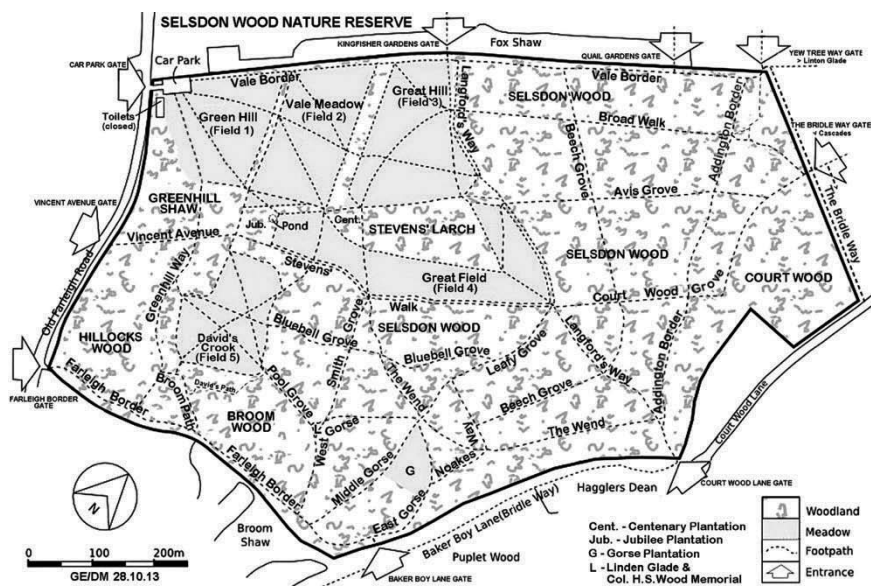 SELSDON WOOD NATURE RESERVE
KINGFISHER GARDENS GATE
Fox Shaw
QUAIL GARDENS GATE
YEW TREE WAY GATE
> Linton Glade
CAR PARK GATE
Car Park
Toilets
(closed)
Vale Border
Green Hill
(Field 1)
Vale Meadow
(Field 2)
Great Hill
(Field 3)
Langford's Way
SELSDON WOOD
Vale Border
Broad Walk
Beech Grove
Addington Border
THE BRIDLE WAY GATE
< Cascades
The Bridle Way
Avis Grove
VINCENT AVENUE GATE
GREENHILL
SHAW
Vincent Avenue
Jub.
Pond
Cent.
STEVENS' LARCH
SELSDON WOOD
COURT WOOD
Old Farleigh Road
Greenhill Way
Stevens'
Walk
Great Field
(Field 4)
Court Wood Grove
HILLOCKS
WOOD
David's
Crook
(Field 5)
Bluebell Grove
Smith Grove
SELSDON WOOD
Bluebell Grove
Leafy Grove
Langford's Way
Addington Border
FARLEIGH BORDER
GATE
Farleigh Border
Broom Path
David's Path
Pool Grove
The Wend
Beech Grove
BROOM
WOOD
West Gorse
Middle Gorse
G
Noakes Way
The Wend
Court Wood Lane
Farleigh Border
East Gorse
Hagglers Dean
COURT WOOD LANE GATE
Broom
Shaw
Baker Boy Lane(Bridle Way)
Puplet Wood
BAKER BOY LANE GATE
N
0 100 200m
GE/DM 28.10.13
Cent. - Centenary Plantation
Jub. - Jubilee Plantation
G - Gorse Plantation
L - Linden Glade &
Col. H.S.Wood Memorial
Woodland
Meadow
Footpath
Entrance